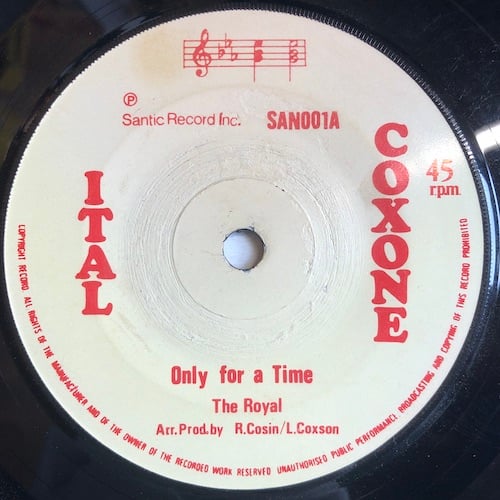 Ⓟ
Santic Record Inc. SAN001A
ITAL
COXONE
45
r.p.m.
Only for a Time
The Royal
Arr.Prod.by R.Cosin/L.Coxson
COPYRIGHT RECORD. ALL RIGHTS OF THE MANUFACTURER AND OF THE OWNER OF THE RECORDED WORK RESERVED UNAUTHORISED PUBLIC PERFORMANCE BROADCASTING AND COPYING OF THIS RECORD PROHIBITED